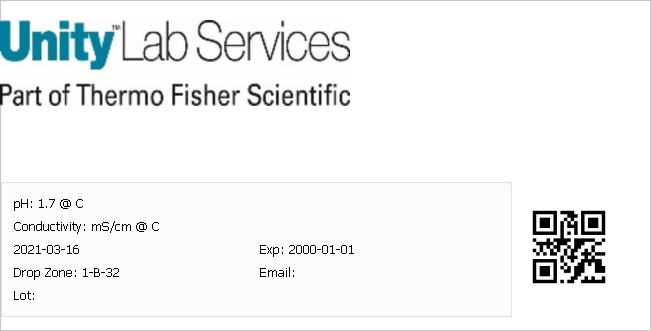 Unity™ Lab Services
Part of Thermo Fisher Scientific
pH: 1.7 @ C
Conductivity: mS/cm @ C
2021-03-16 Exp: 2000-01-01
Drop Zone: 1-B-32 Email:
Lot: